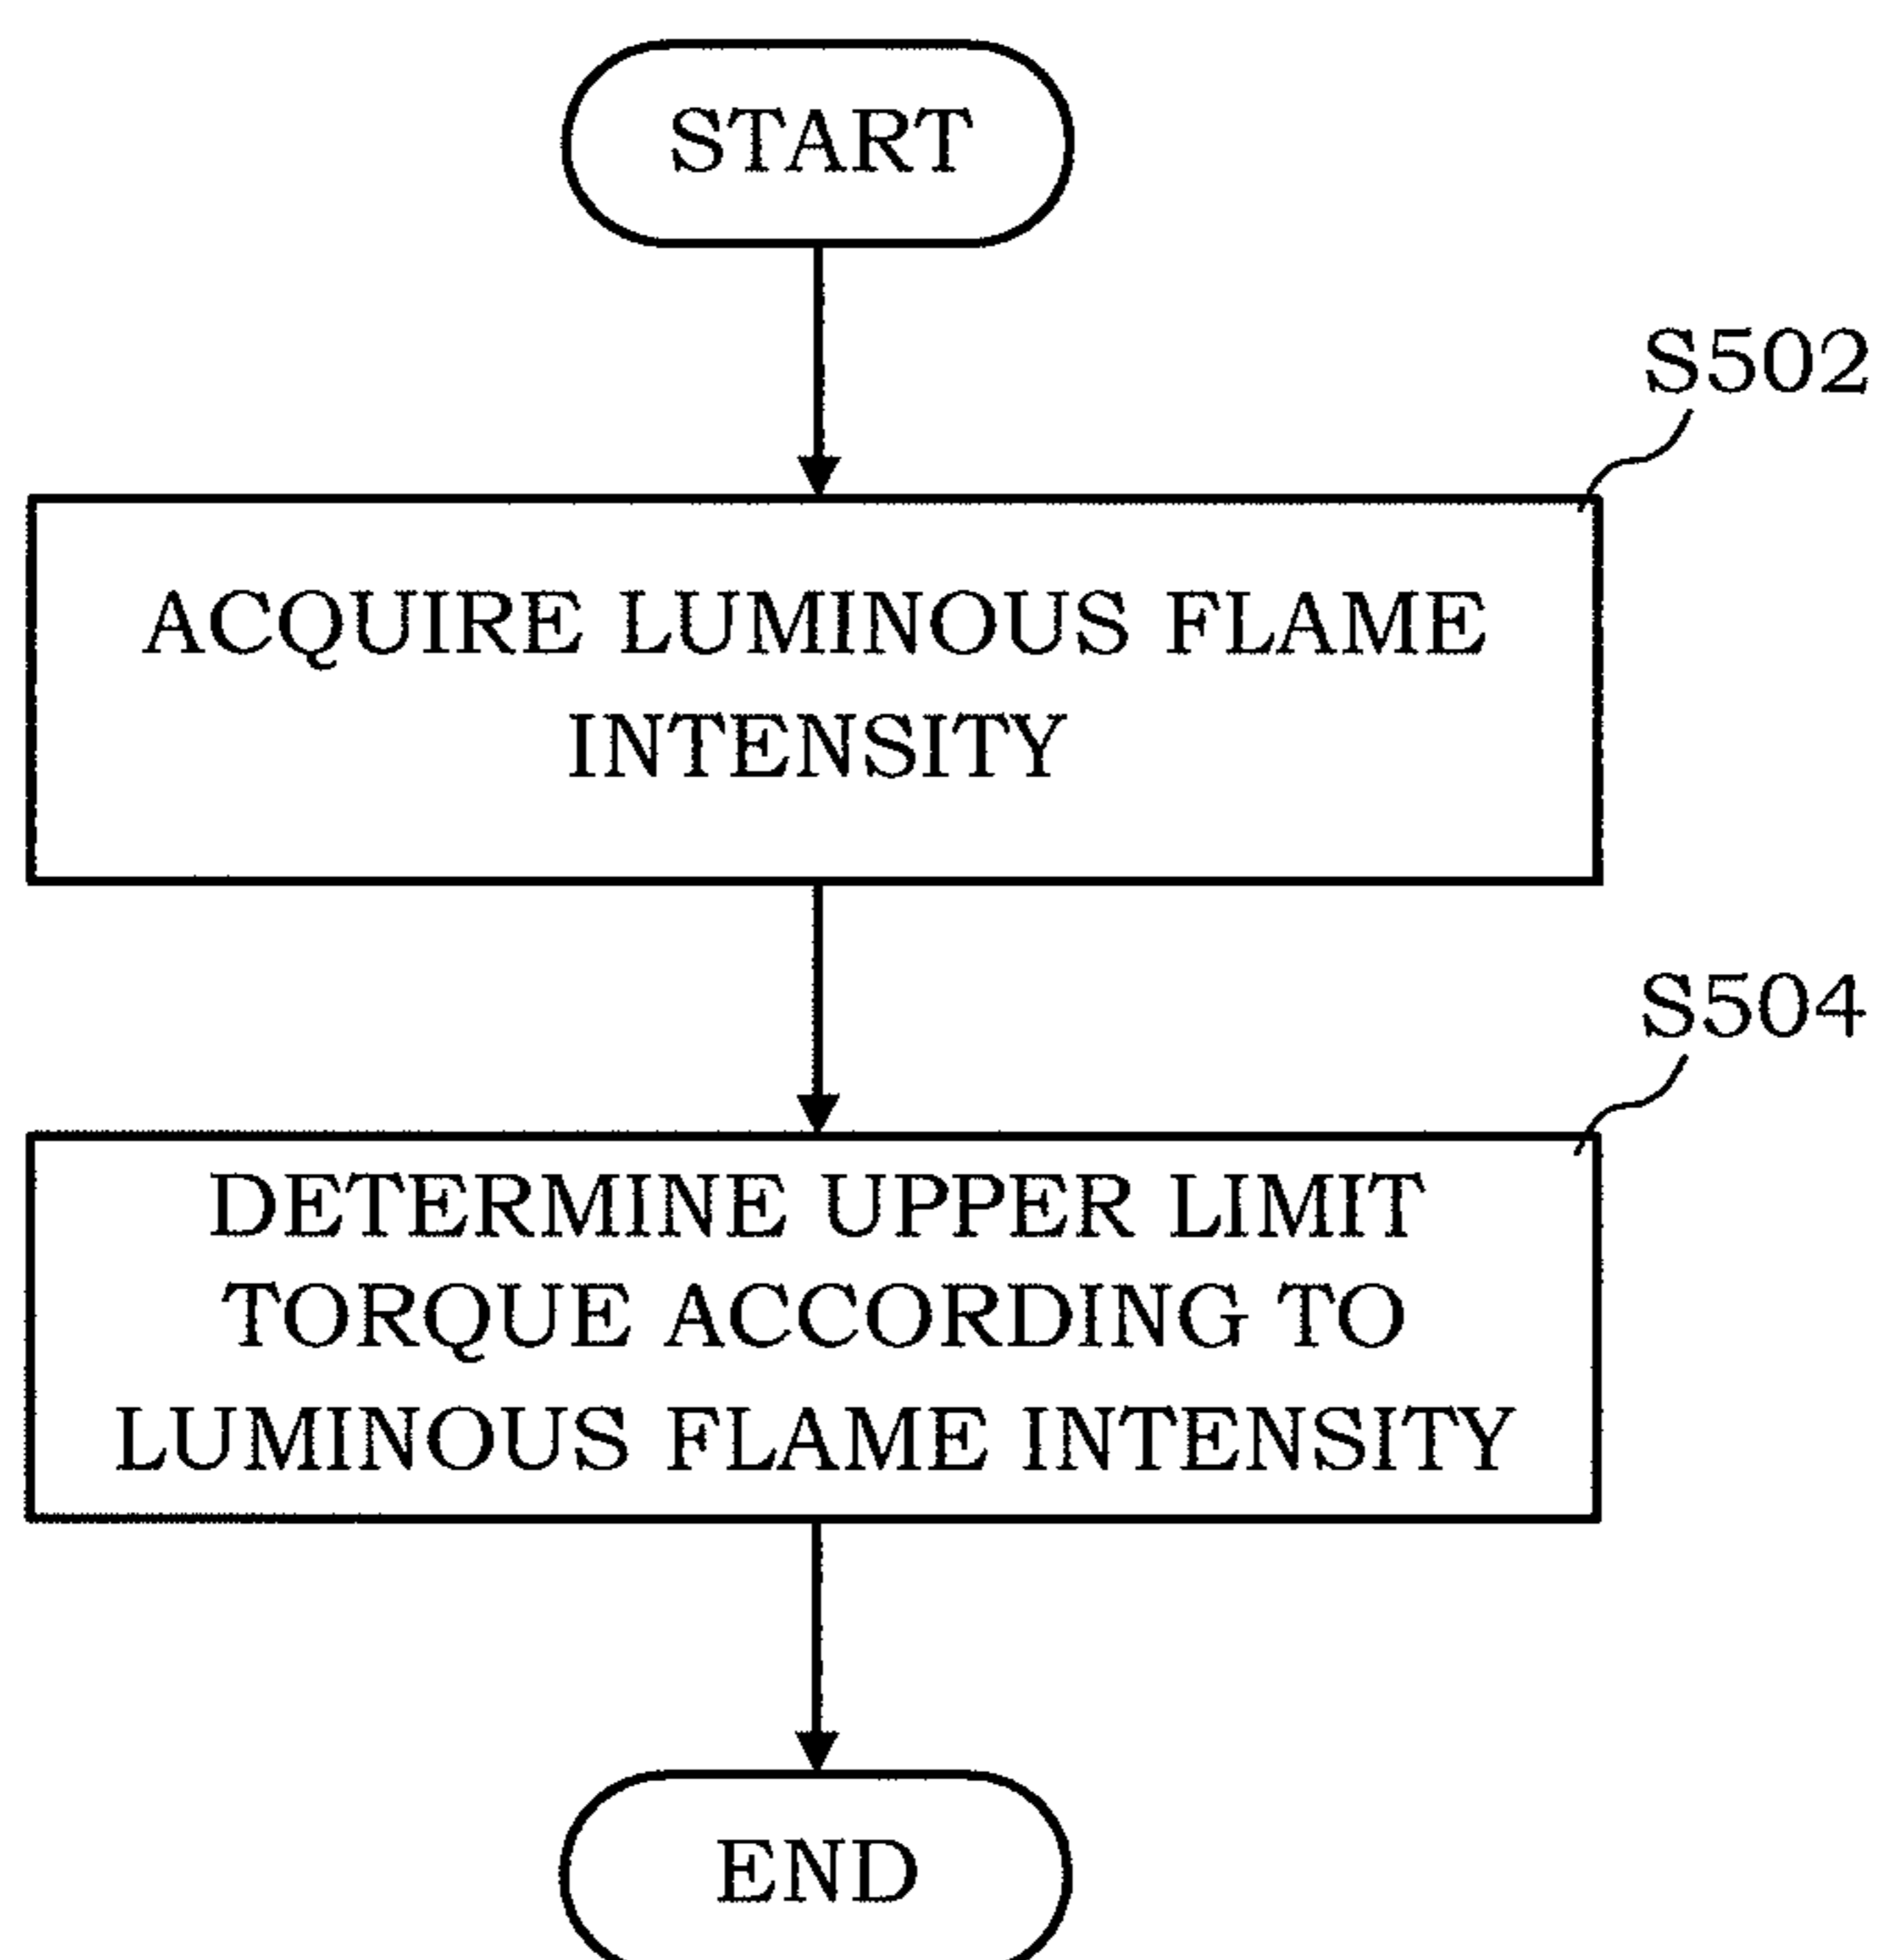 START
S502
ACQUIRE LUMINOUS FLAME
INTENSITY
S504
DETERMINE UPPER LIMIT
TORQUE ACCORDING TO
LUMINOUS FLAME INTENSITY
END